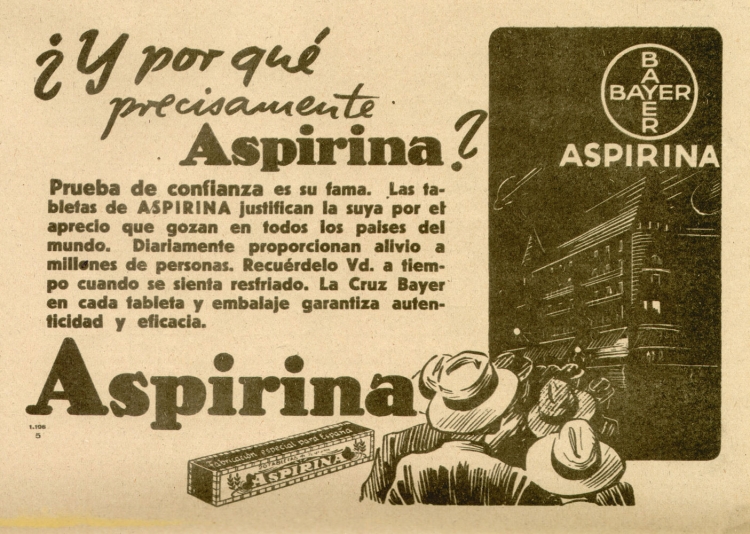 ¿Y por qué
precisamente
Aspirina?
Prueba de confianza es su fama. Las ta-
bletas de ASPIRINA justifican la suya por el
aprecio que gozan en todos los países del
mundo. Diariamente proporcionan alivio a
millones de personas. Recuérdelo Vd. a tiem-
po cuando se sienta resfriado. La Cruz Bayer
en cada tableta y embalaje garantiza auten-
ticidad y eficacia.
Aspirina
1.196
5
Fabricación especial para España
ASPIRINA
BAYER
BAYER
ASPIRINA